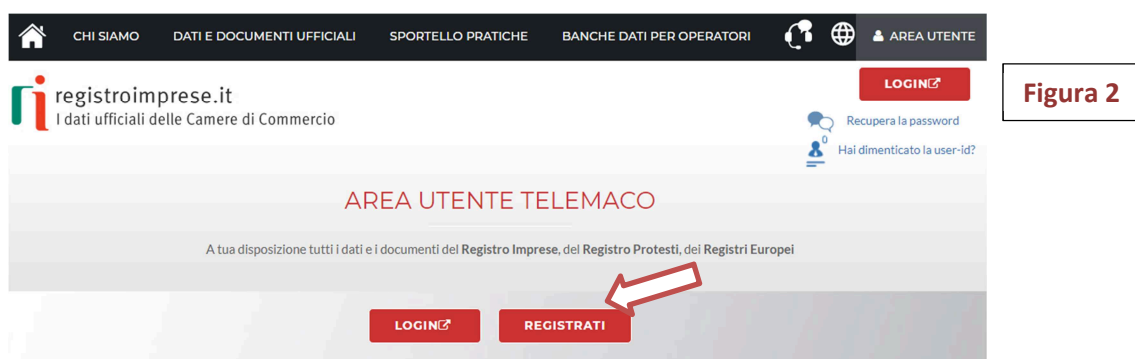 CHI SIAMO DATI E DOCUMENTI UFFICIALI SPORTELLO PRATICHE BANCHE DATI PER OPERATORI AREA UTENTE
ri registroimprese.it
I dati ufficiali delle Camere di Commercio
LOGIN
Recupera la password
0
Hai dimenticato la user-id?
Figura 2
AREA UTENTE TELEMACO
A tua disposizione tutti i dati e i documenti del Registro Imprese, del Registro Protesti, dei Registri Europei
LOGIN REGISTRATI